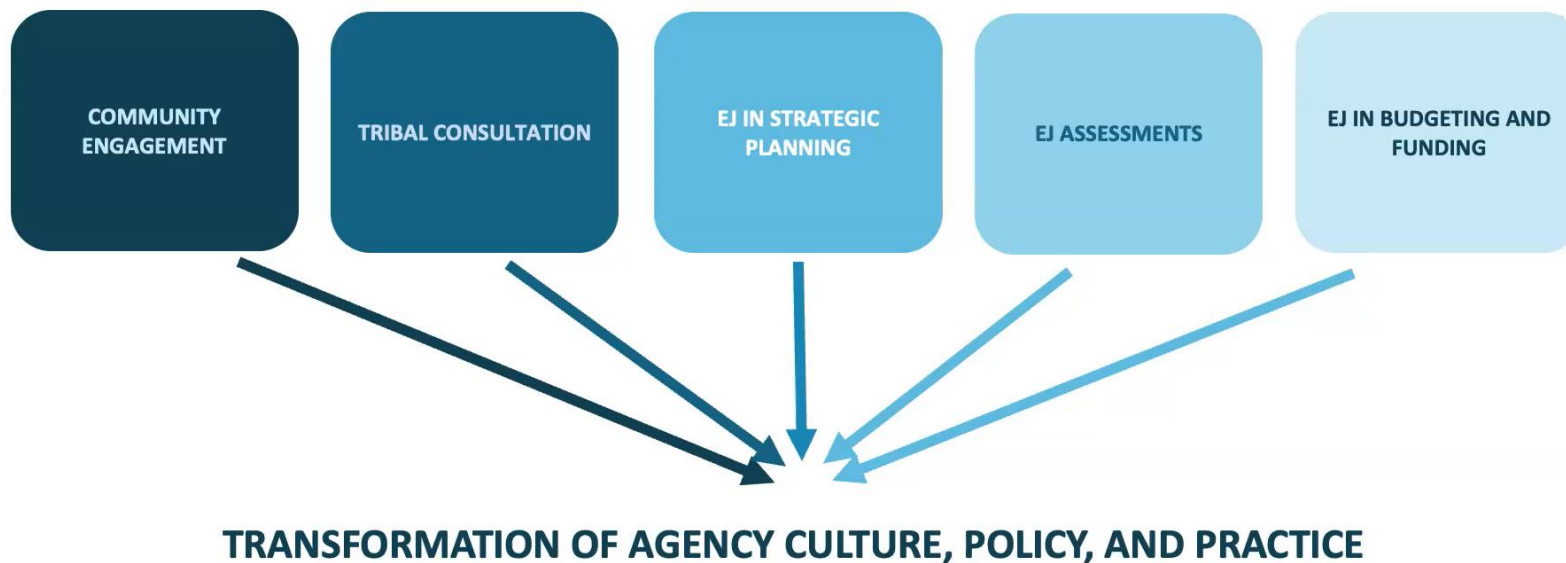 COMMUNITY
ENGAGEMENT
TRIBAL CONSULTATION
EJ IN STRATEGIC
PLANNING
EJ ASSESSMENTS
EJ IN BUDGETING AND
FUNDING
TRANSFORMATION OF AGENCY CULTURE, POLICY, AND PRACTICE